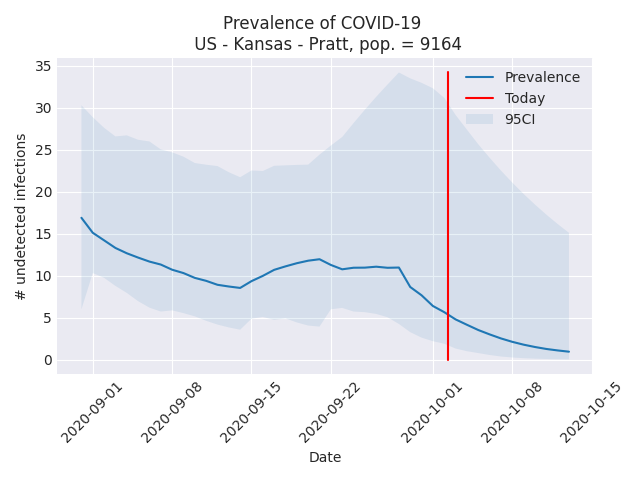 Prevalence of COVID-19
US - Kansas - Pratt, pop. = 9164
35
30
25
20
15
10
5
0
# undetected infections
Prevalence
Today
95CI
2020-09-01
2020-09-08
2020-09-15
2020-09-22
2020-10-01
2020-10-08
2020-10-15
Date